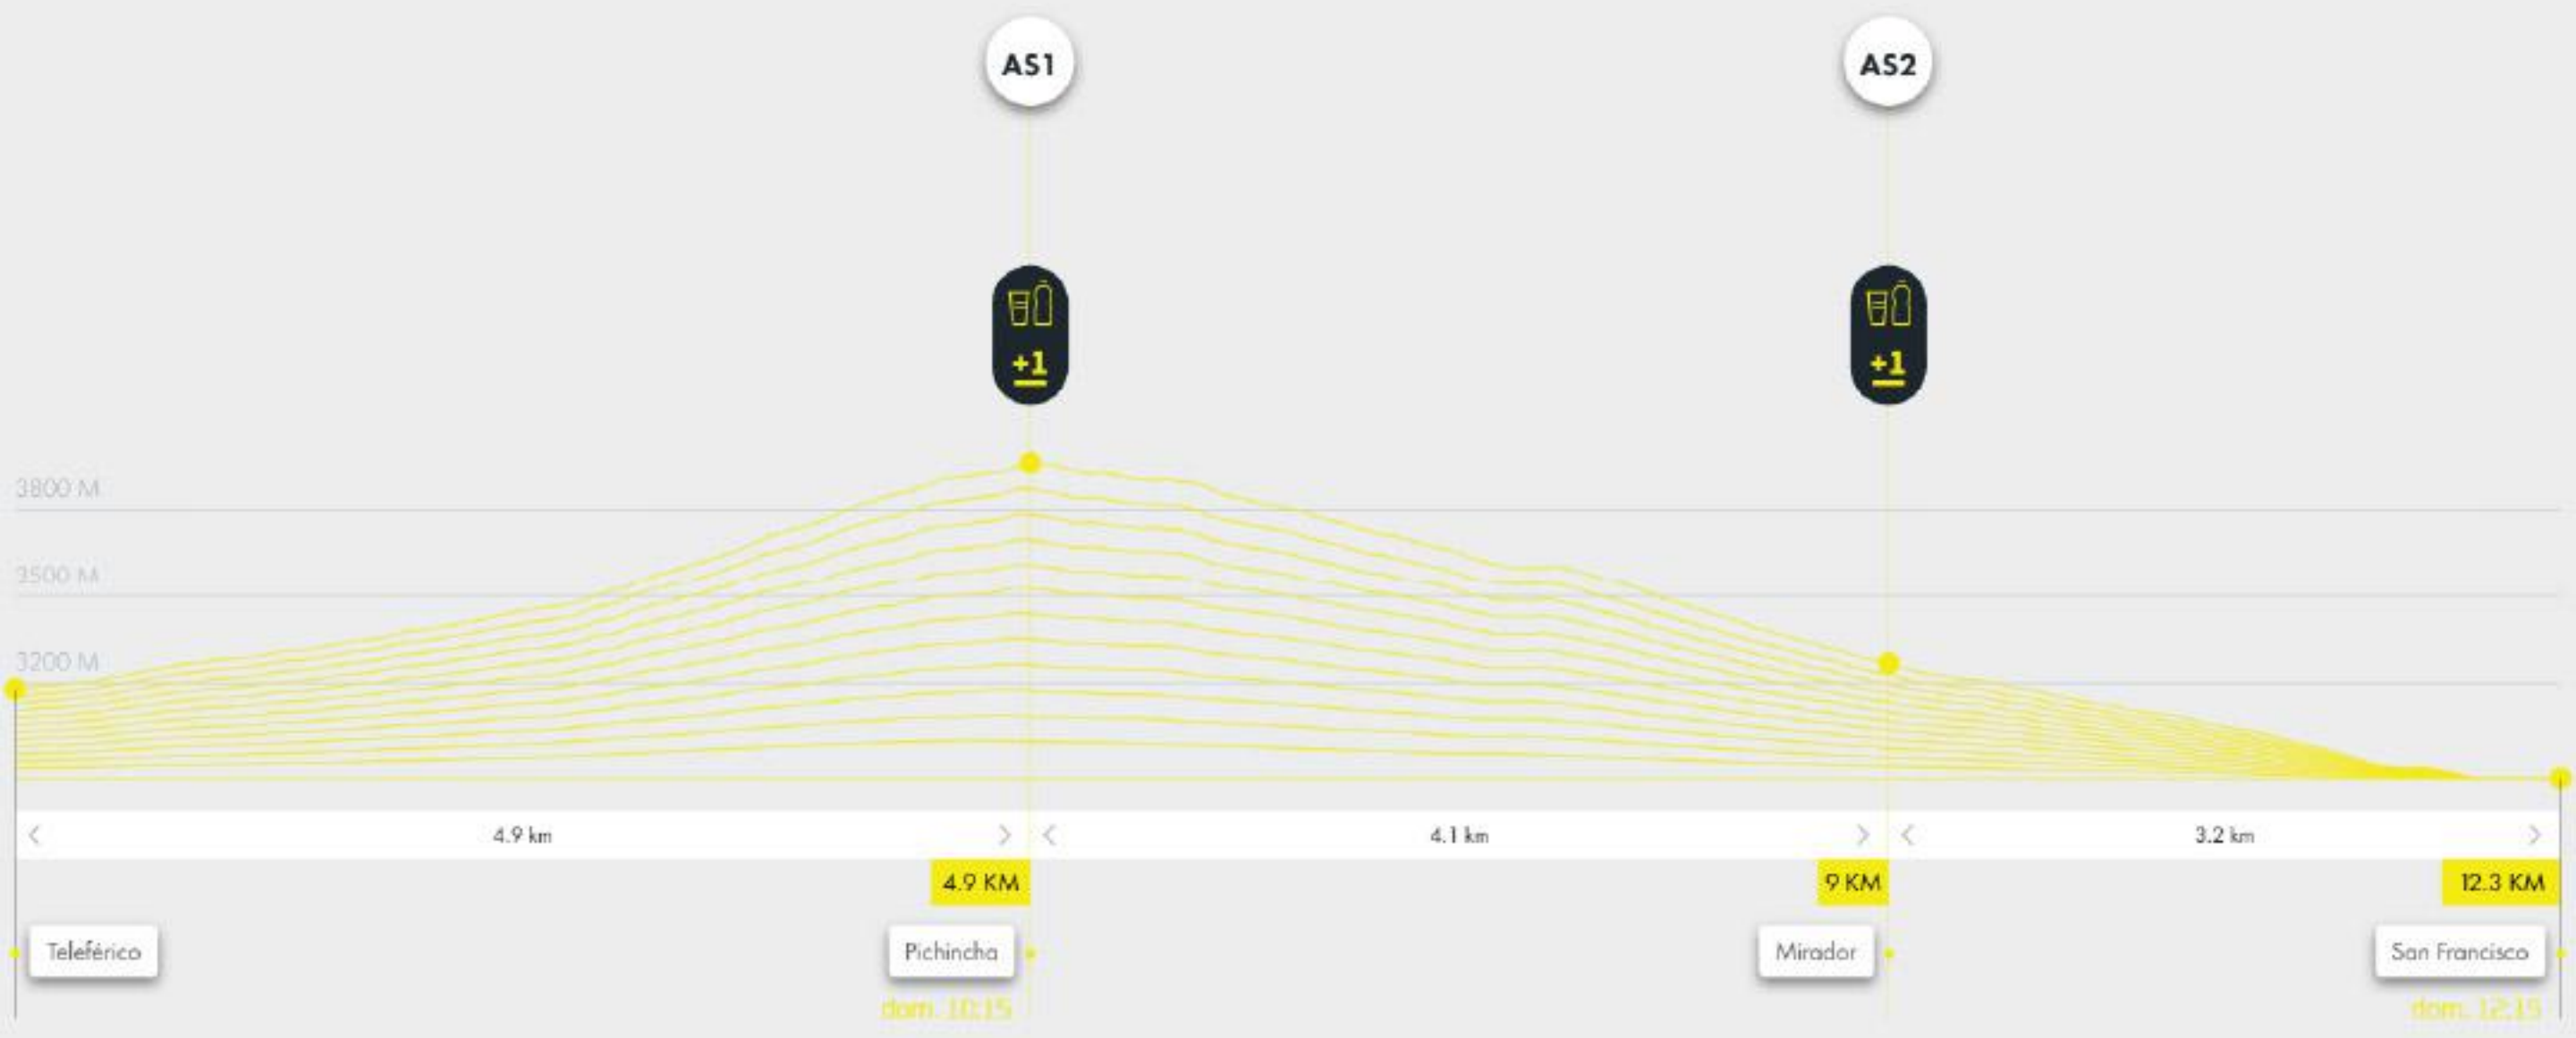 AS1
AS2
+1
+1
3800 M
3500 M
3200 M
4.9 km
4.1 km
3.2 km
4.9 KM
9 KM
12.3 KM
Teleférico
Pichincha
Mirador
San Francisco
dom. 10:15
dom. 12:15